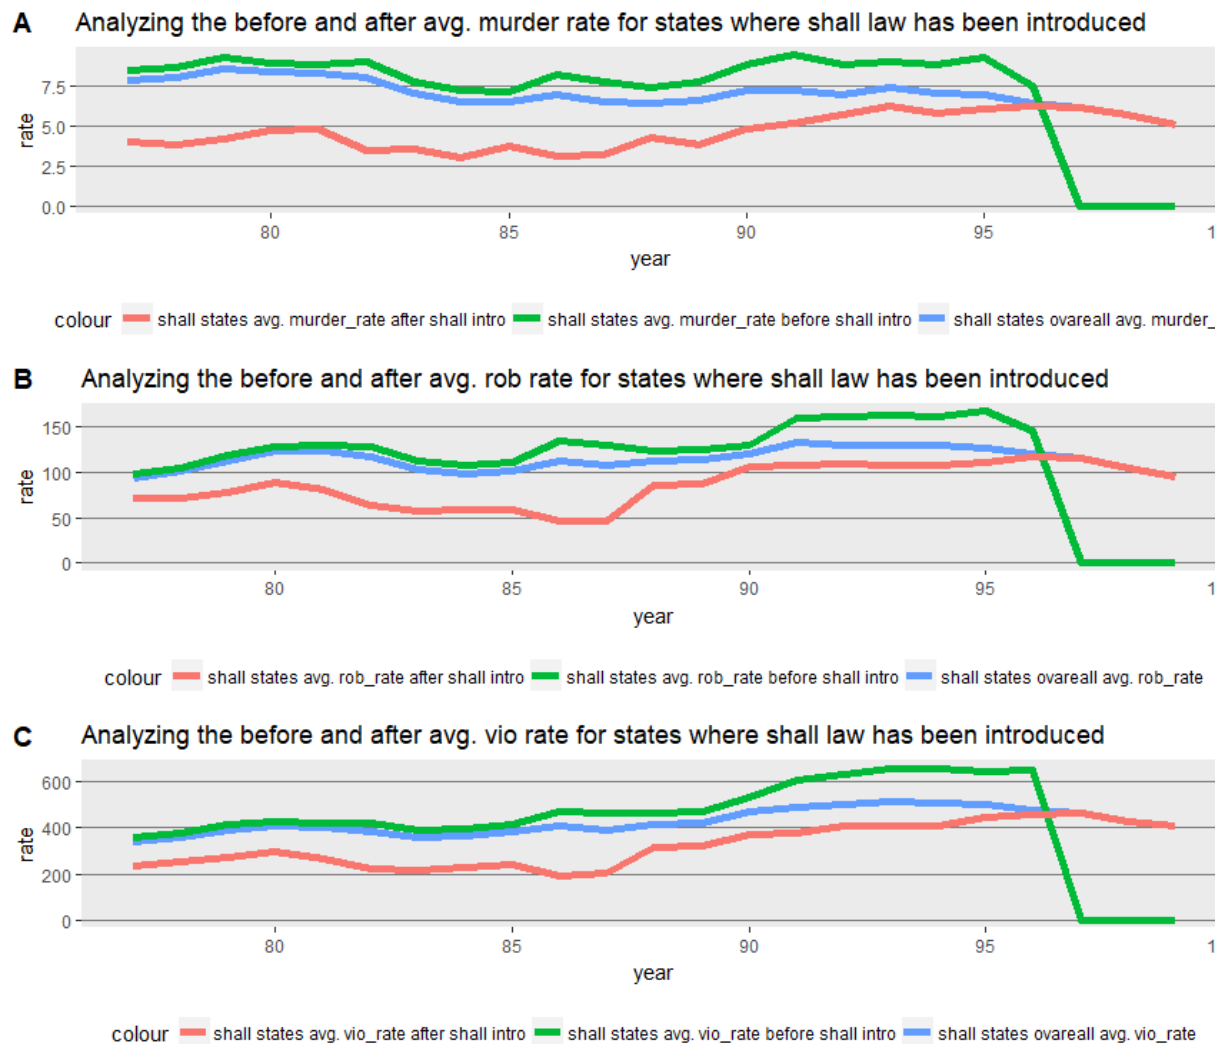 A Analyzing the before and after avg. murder rate for states where shall law has been introduced
rate
7.5
5.0
2.5
0.0
80 85 90 95 1
year
colour shall states avg. murder_rate after shall intro shall states avg. murder_rate before shall intro shall states ovareall avg. murder_
B Analyzing the before and after avg. rob rate for states where shall law has been introduced
rate
150
100
50
0
80 85 90 95 1
year
colour shall states avg. rob_rate after shall intro shall states avg. rob_rate before shall intro shall states ovareall avg. rob_rate
C Analyzing the before and after avg. vio rate for states where shall law has been introduced
rate
600
400
200
0
80 85 90 95 1
year
colour shall states avg. vio_rate after shall intro shall states avg. vio_rate before shall intro shall states ovareall avg. vio_rate